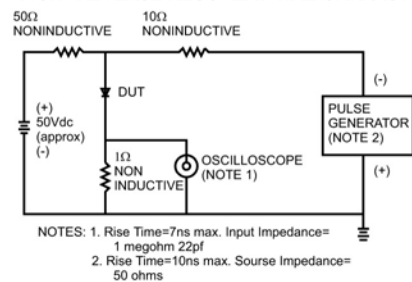 50Ω
NONINDUCTIVE
10Ω
NONINDUCTIVE
DUT
(+)
50Vdc
(approx)
(-)
1Ω
NON
INDUCTIVE
OSCILLOSCOPE
(NOTE 1)
(-)
PULSE
GENERATOR
(NOTE 2)
(+)
NOTES: 1. Rise Time=7ns max. Input Impedance=
1 megohm 22pf
2. Rise Time=10ns max. Sourse Impedance=
50 ohms